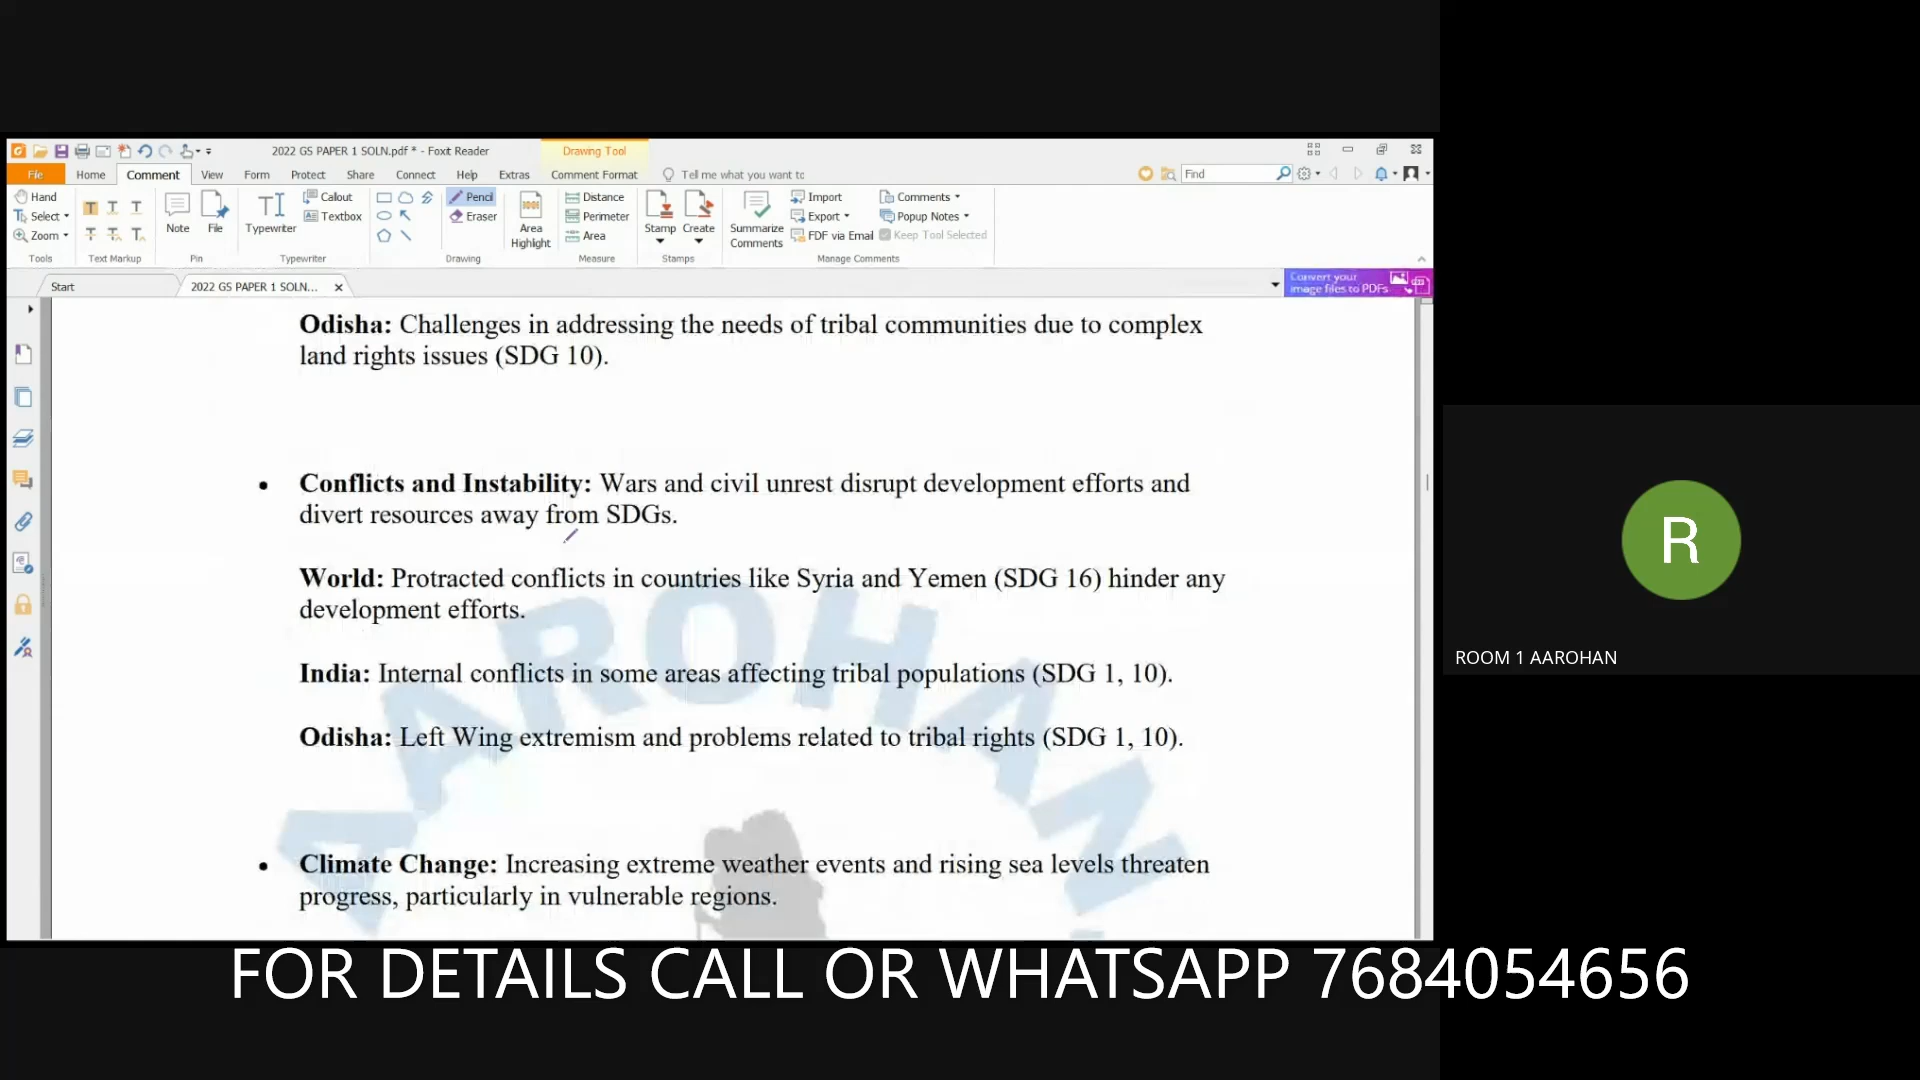 2022 GS PAPER 1 SOLN.pdf * - Foxit Reader
Drawing Tool
File Home Comment View Form Protect Share Connect Help Extras Comment Format Tell me what you want to Find
Hand
Select
Zoom
Tools
Text Markup
Note
File
Pin
Typewriter
Callout
Textbox
Typewriter
Pencil
Eraser
Drawing
Area
Highlight
Distance
Perimeter
Area
Measure
Stamp
Create
Stamps
Summarize
Comments
Import
Export
FDF via Email
Comments
Popup Notes
Keep Tool Selected
Manage Comments
Start
2022 GS PAPER 1 SOLN...
Convert your
image files to PDFs
Odisha: Challenges in addressing the needs of tribal communities due to complex
land rights issues (SDG 10).
• Conflicts and Instability: Wars and civil unrest disrupt development efforts and
divert resources away from SDGs.
World: Protracted conflicts in countries like Syria and Yemen (SDG 16) hinder any
development efforts.
India: Internal conflicts in some areas affecting tribal populations (SDG 1, 10).
Odisha: Left Wing extremism and problems related to tribal rights (SDG 1, 10).
• Climate Change: Increasing extreme weather events and rising sea levels threaten
progress, particularly in vulnerable regions.
AAROHAN
R
ROOM 1 AAROHAN
FOR DETAILS CALL OR WHATSAPP 7684054656